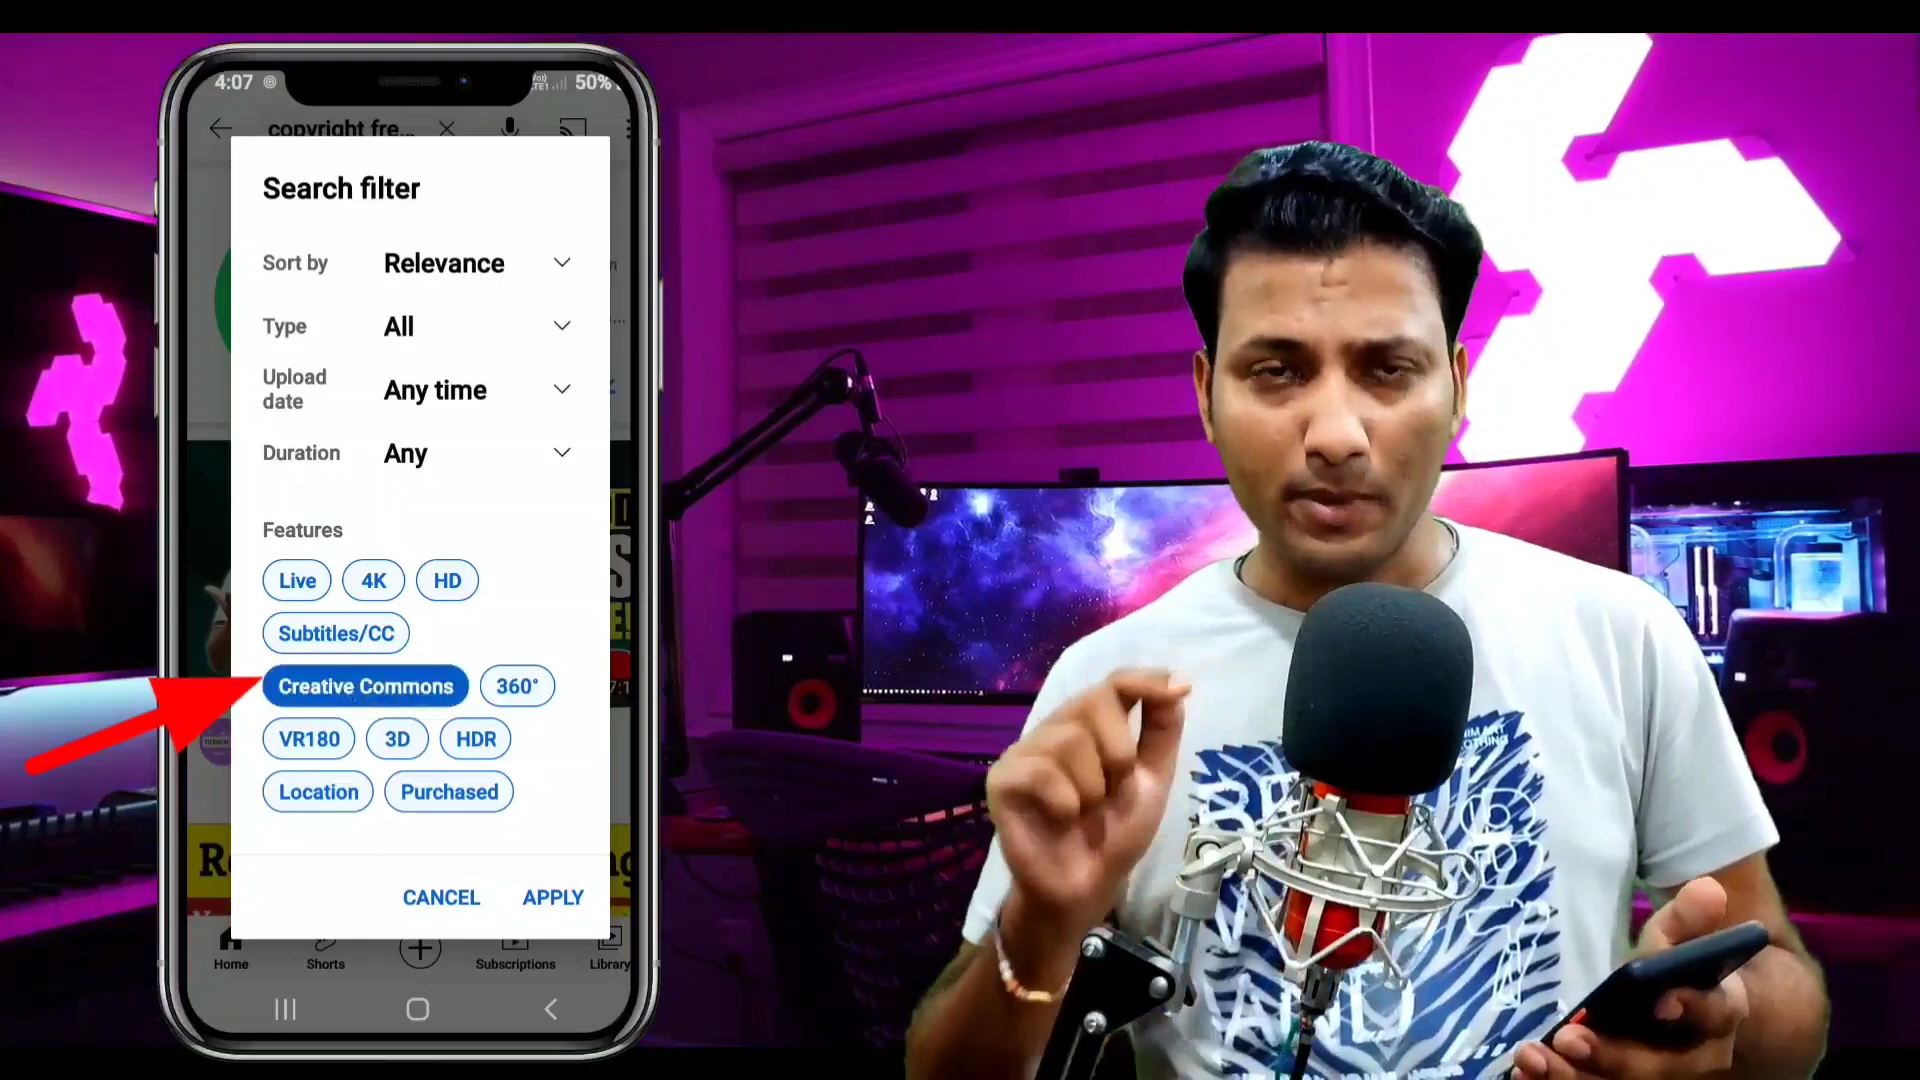 4:07
50%
copyright fre...
Search filter
Sort by Relevance
Type All
Upload date Any time
Duration Any
Features
Live 4K HD
Subtitles/CC
Creative Commons 360°
VR180 3D HDR
Location Purchased
CANCEL APPLY
Home Shorts Subscriptions Library